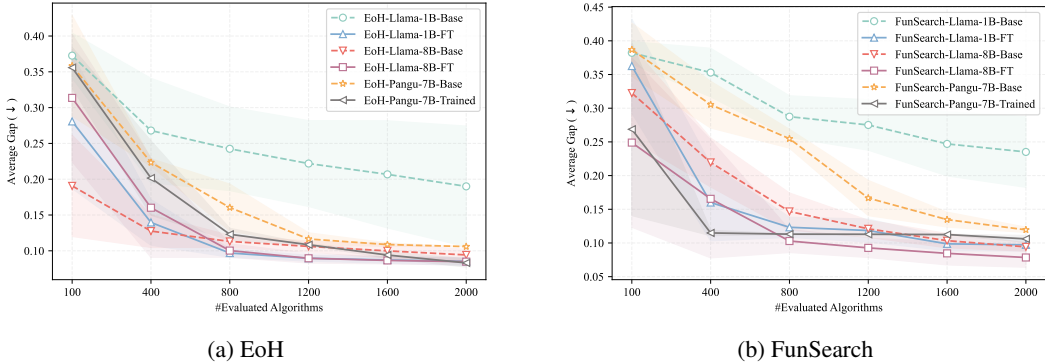 0.40
0.35
0.30
0.25
0.20
0.15
0.10
Average Gap (↓)
100
400
800
1200
1600
2000
#Evaluated Algorithms
EoH-Llama-1B-Base
EoH-Llama-1B-FT
EoH-Llama-8B-Base
EoH-Llama-8B-FT
EoH-Pangu-7B-Base
EoH-Pangu-7B-Trained
(a) EoH
0.45
0.40
0.35
0.30
0.25
0.20
0.15
0.10
0.05
Average Gap (↓)
100
400
800
1200
1600
2000
#Evaluated Algorithms
FunSearch-Llama-1B-Base
FunSearch-Llama-1B-FT
FunSearch-Llama-8B-Base
FunSearch-Llama-8B-FT
FunSearch-Pangu-7B-Base
FunSearch-Pangu-7B-Trained
(b) FunSearch